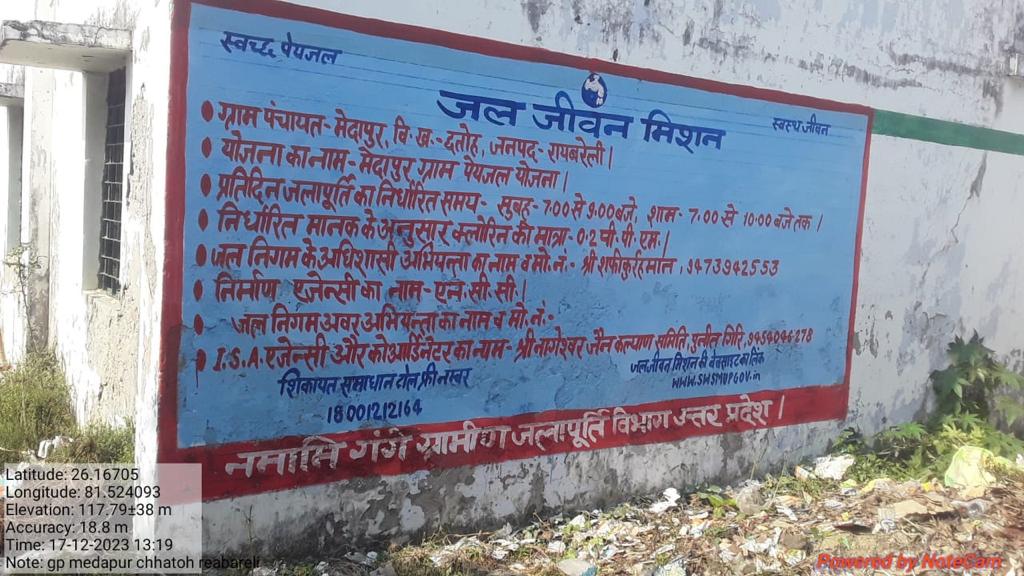 स्वच्छ पेयजल
जल जीवन मिशन
स्वस्थ जीवन
• ग्राम पंचायत- मेदापुर, वि.ख:- छतोह, जनपद- रायबरेली।
• योजना का नाम- मेदापुर ग्राम पेयजल योजना।
• प्रतिदिन जलापूर्ति का निर्धारित समय- सुबह- 7:00 से 9:00 बजे, शाम- 7:00 से 10:00 बजे तक।
• निर्धारित मानक के अनुसार क्लोरिन की मात्रा- 0.2 पी.पी.एम.।
• जल निगम के अधिशासी अभियन्ता का नाम व मो.नं:- श्री शफीकुर्रहमान, 9473942553
• निर्माण एजेन्सी का नाम- एन.सी.सी.।
• जल निगम अवर अभियन्ता का नाम व मो.नं:-
• I.S.A. एजेन्सी और कोआर्डिनेटर का नाम- श्री नागेश्वर जैन कल्याण समिति, पुनीत गिरि,
शिकायत समाधान टोल फ्री नम्बर
18001212164
जल जीवन मिशन की वेबसाइट का लिंक
WWW.SWSMUP.GOV.in
नमामि गंगे ग्रामीण जलापूर्ति विभाग उत्तर प्रदेश।
Latitude: 26.16705
Longitude: 81.524093
Elevation: 117.79±38 m
Accuracy: 18.8 m
Time: 17-12-2023 13:19
Note: gp medapur chhatoh reabareli
Powered by NoteCam